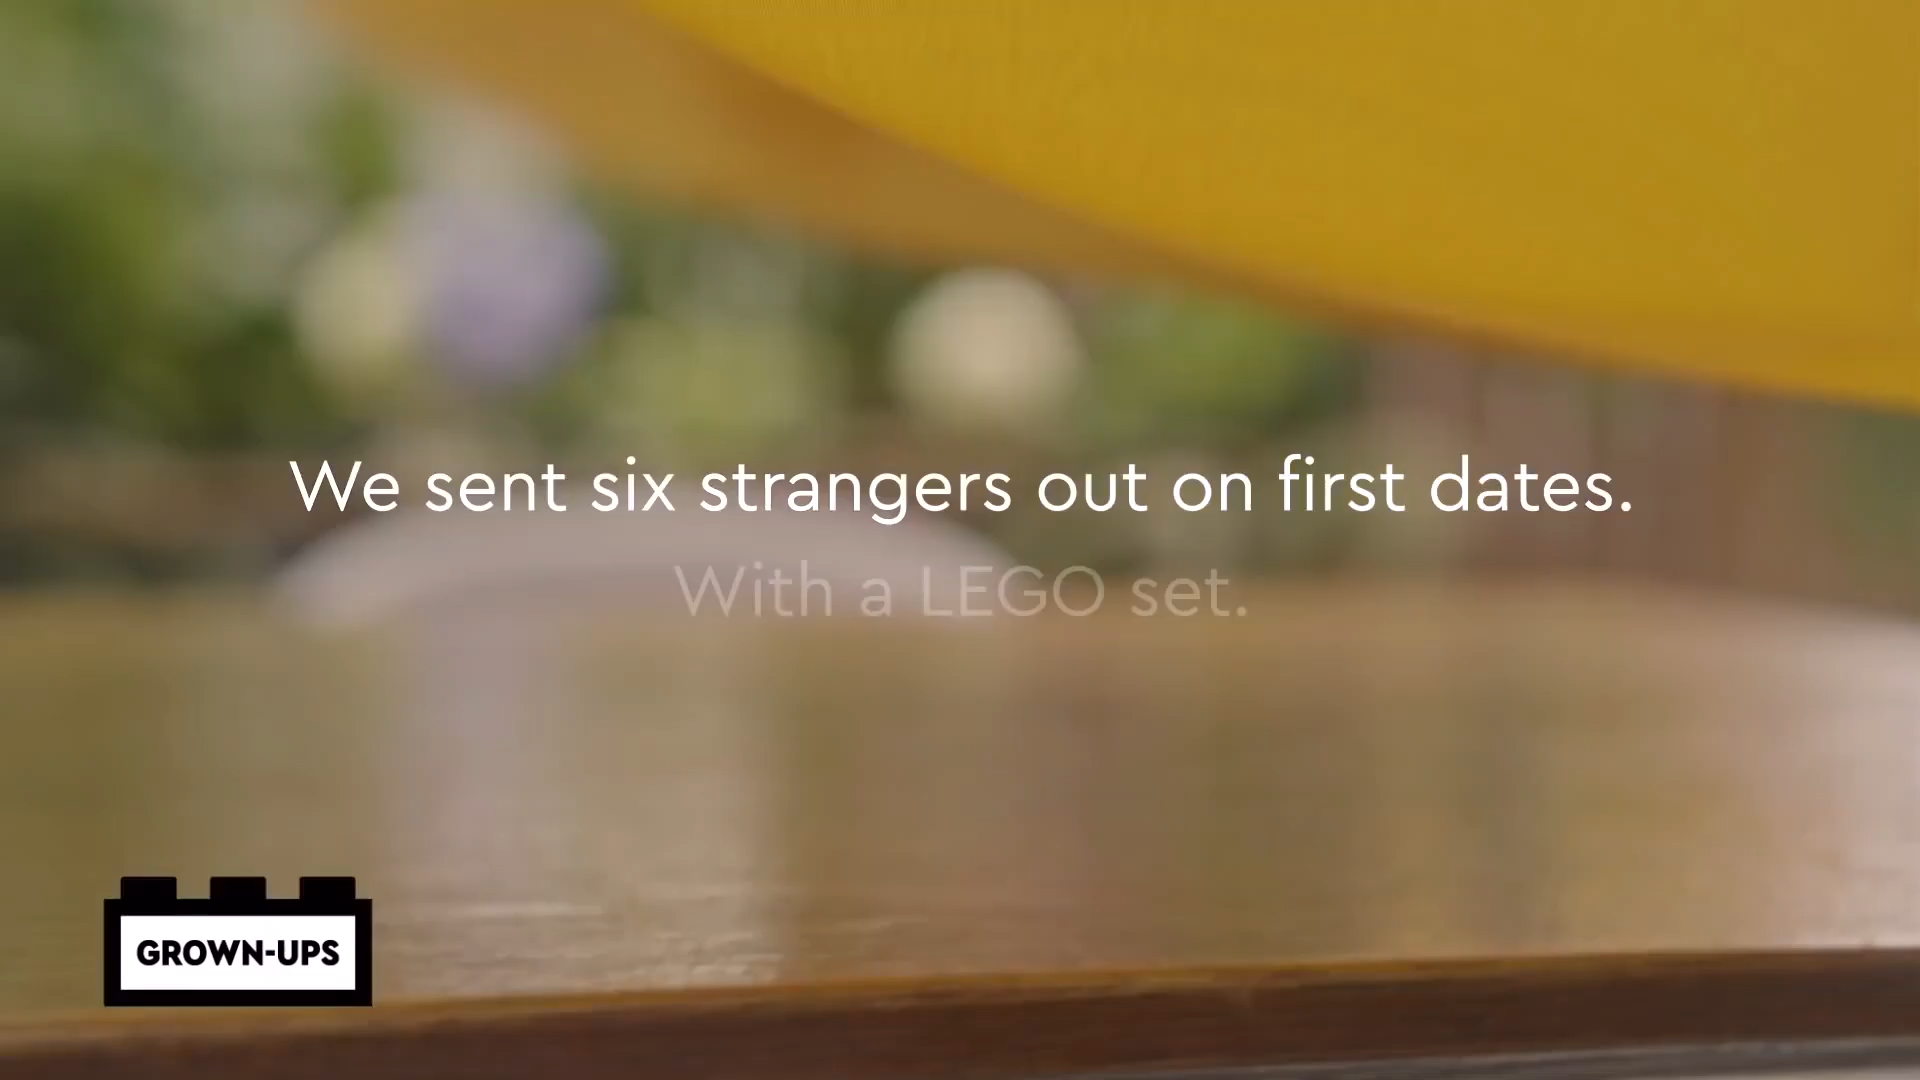 We sent six strangers out on first dates.
With a LEGO set.
GROWN-UPS